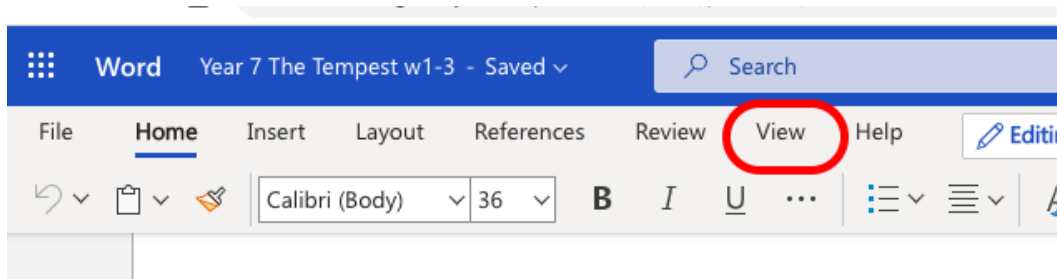 Word Year 7 The Tempest w1-3 - Saved Search
File Home Insert Layout References Review View Help
Calibri (Body) 36 B I U ...